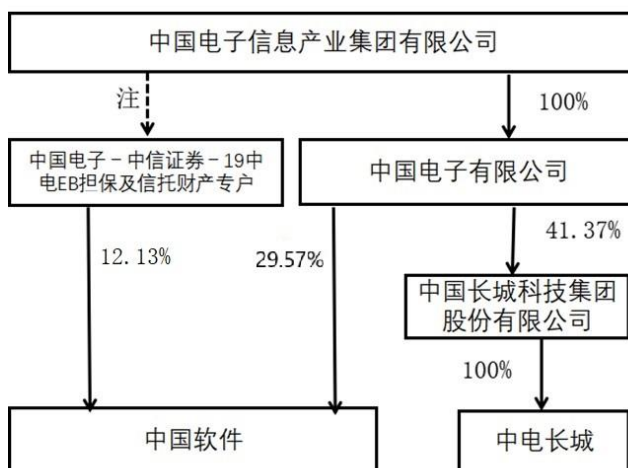 中国电子信息产业集团有限公司
注
100%
中国电子－中信证券－19中
电EB担保及信托财产专户
中国电子有限公司
12.13%
29.57%
41.37%
中国长城科技集团
股份有限公司
100%
中国软件
中电长城